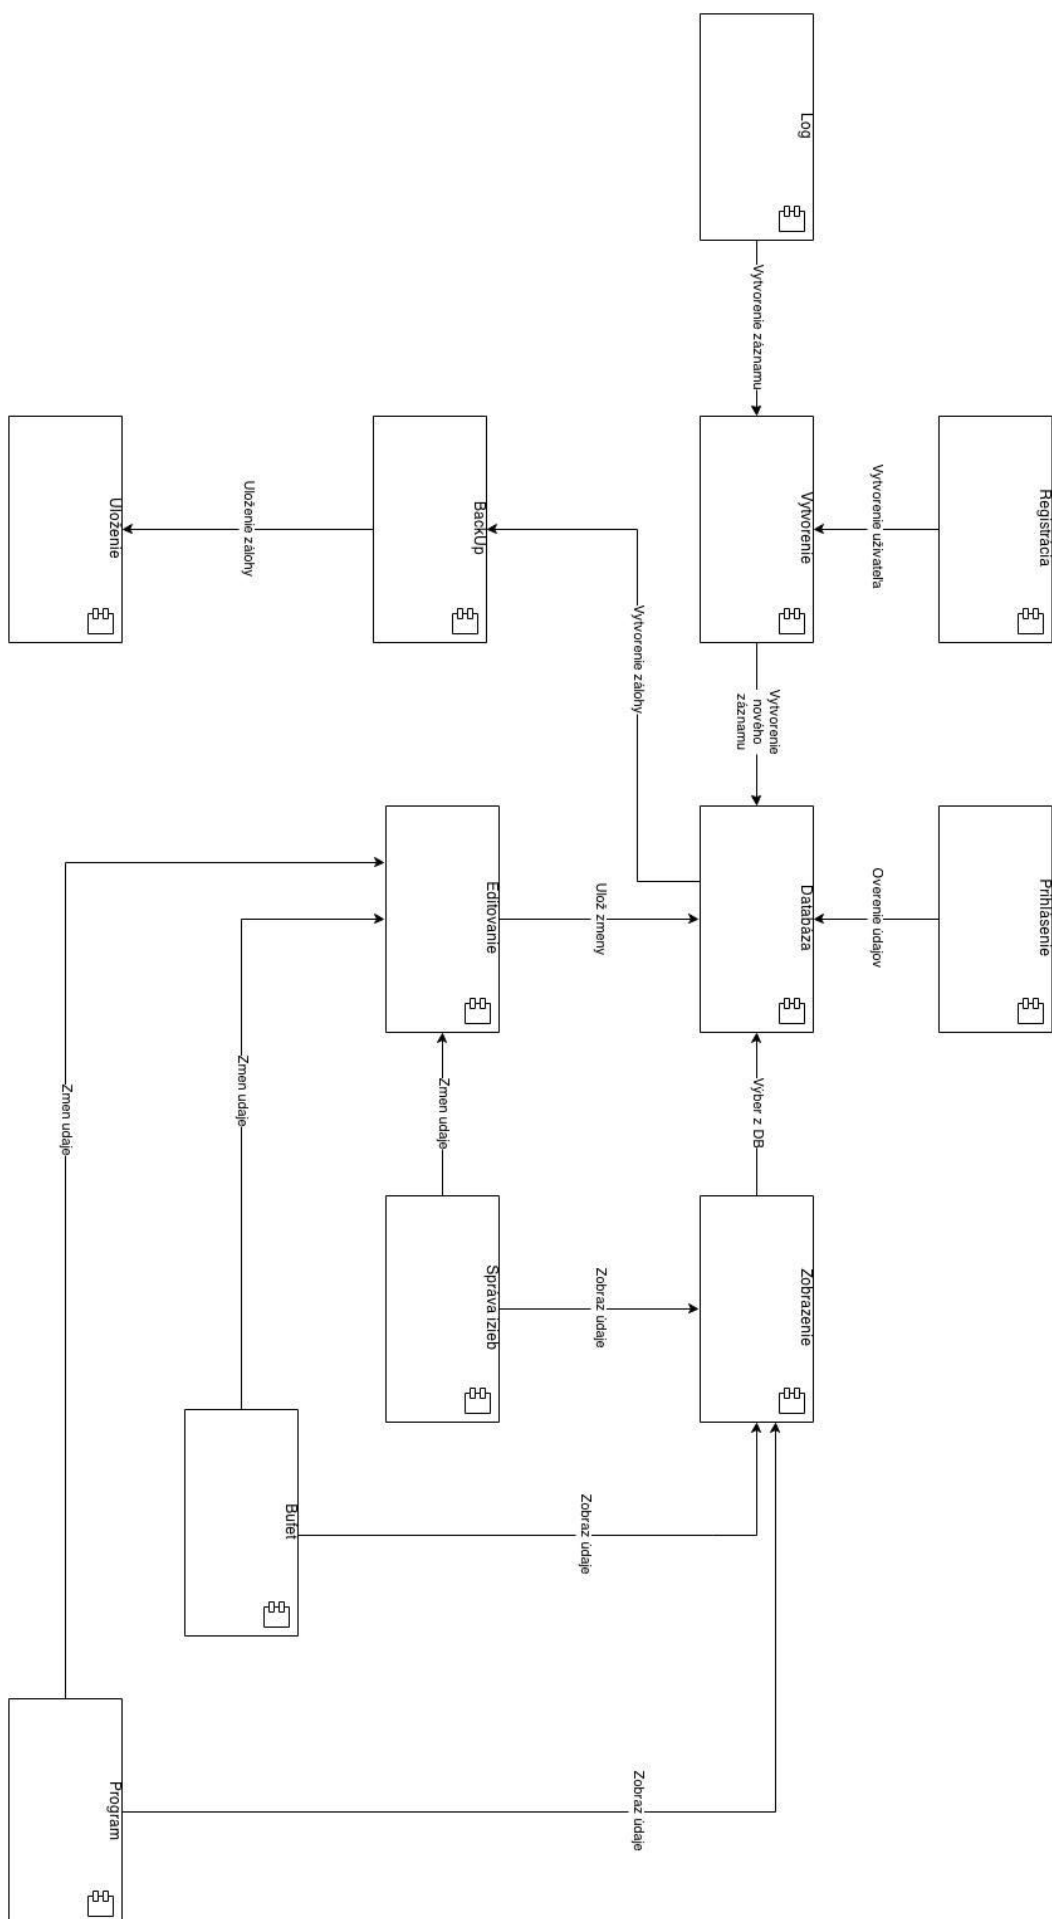 Registrácia
Prihlásenie
Vytvorenie uživateľa
Overenie údajov
Log
Vytvorenie
Databáza
Zobrazenie
Vytvorenie záznamu
Vytvorenie
nového
záznamu
Výber z DB
Vytvorenie zálohy
Zobraz údaje
Ulož zmeny
Zobraz údaje
Zobraz údaje
BackUp
Editovanie
Správa izieb
Zmen udaje
Bufet
Uloženie zálohy
Zmen udaje
Uloženie
Program
Zmen udaje